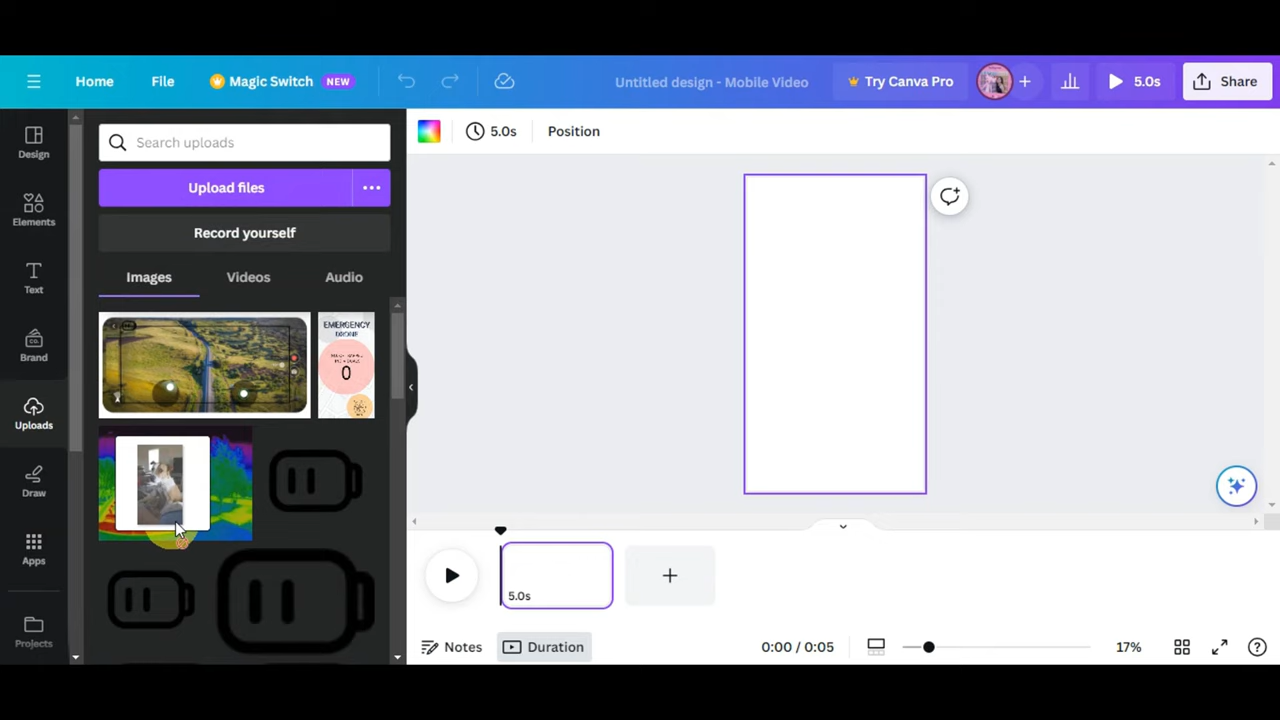 Home
File
Magic Switch NEW
Untitled design - Mobile Video
Try Canva Pro
5.0s
Share
Design
Elements
Text
Brand
Uploads
Draw
Apps
Projects
Search uploads
Upload files
Record yourself
Images
Videos
Audio
EMERGENCY
DRONE
0
5.0s
Position
5.0s
Notes
Duration
0:00 / 0:05
17%